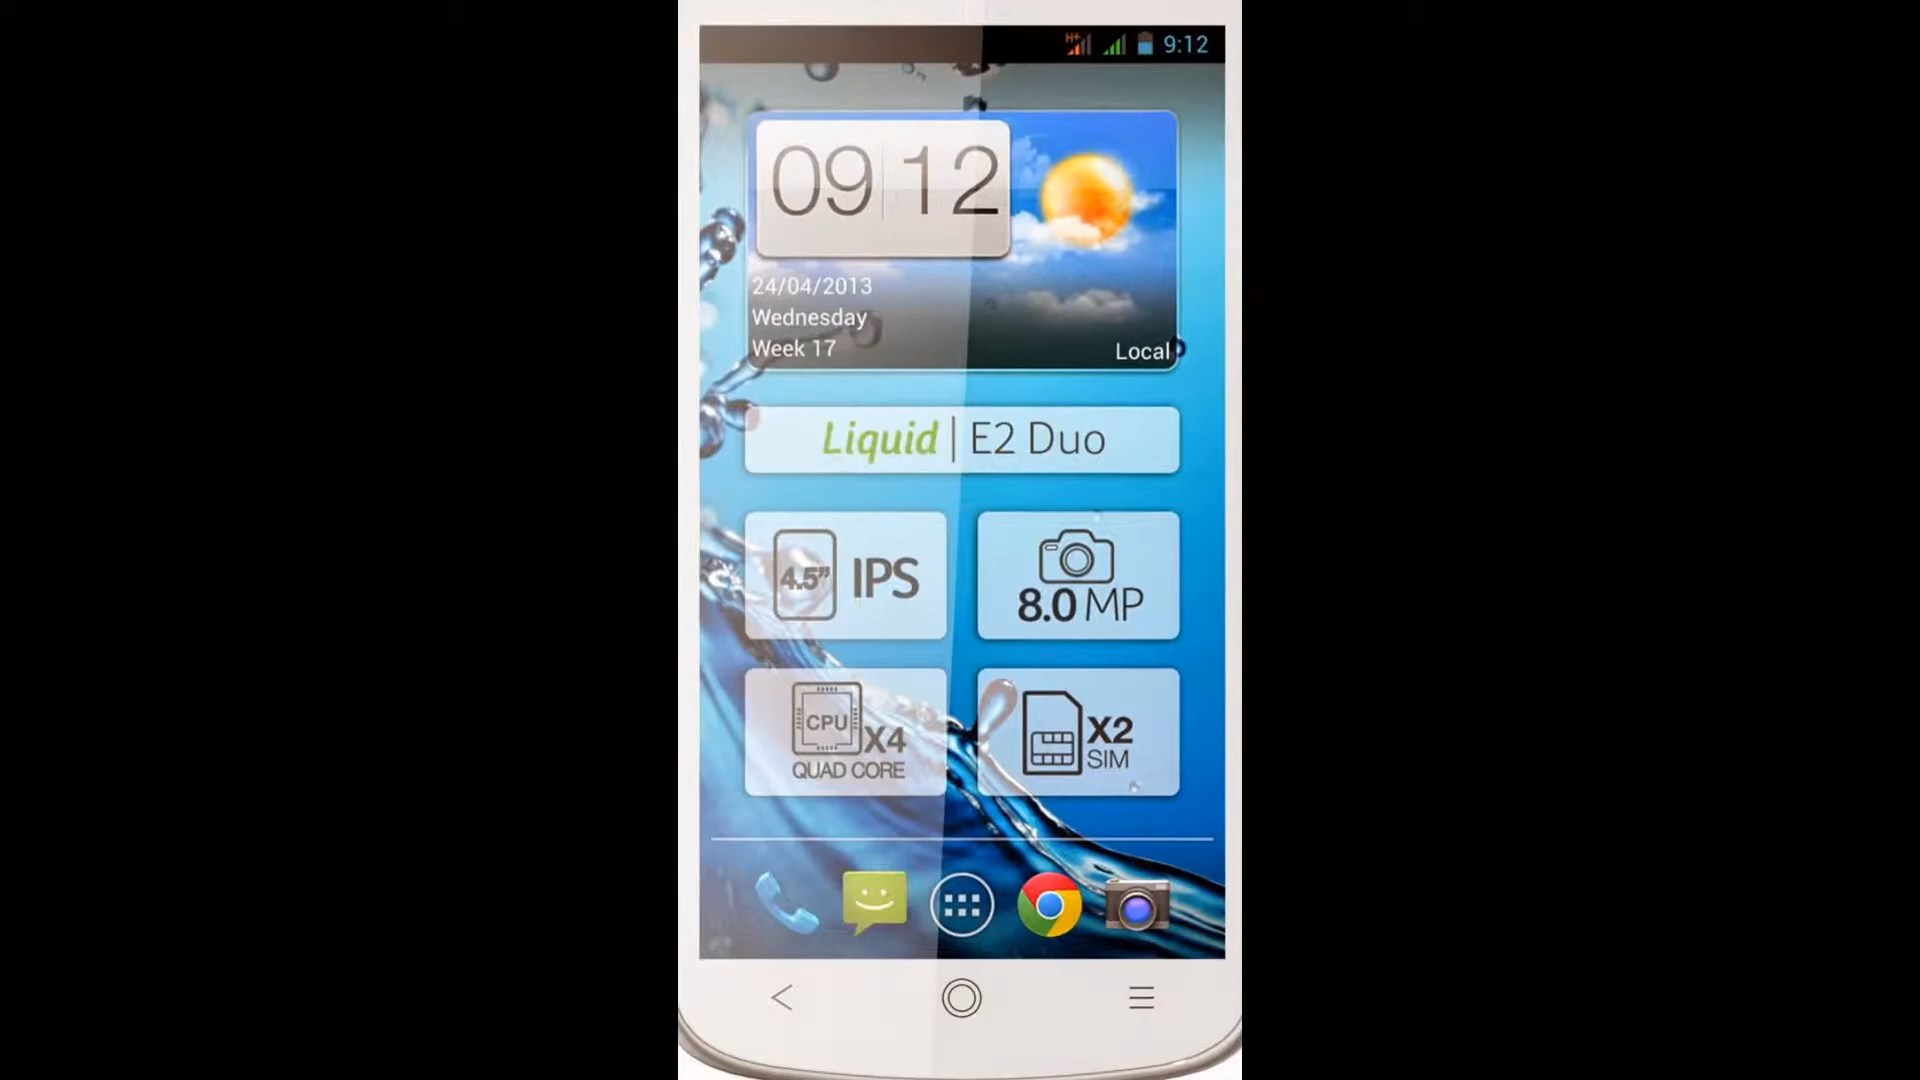 H+ 9:12
09 12
24/04/2013
Wednesday
Week 17
Local
Liquid | E2 Duo
4.5” IPS
8.0 MP
CPU X4
QUAD CORE
X2
SIM